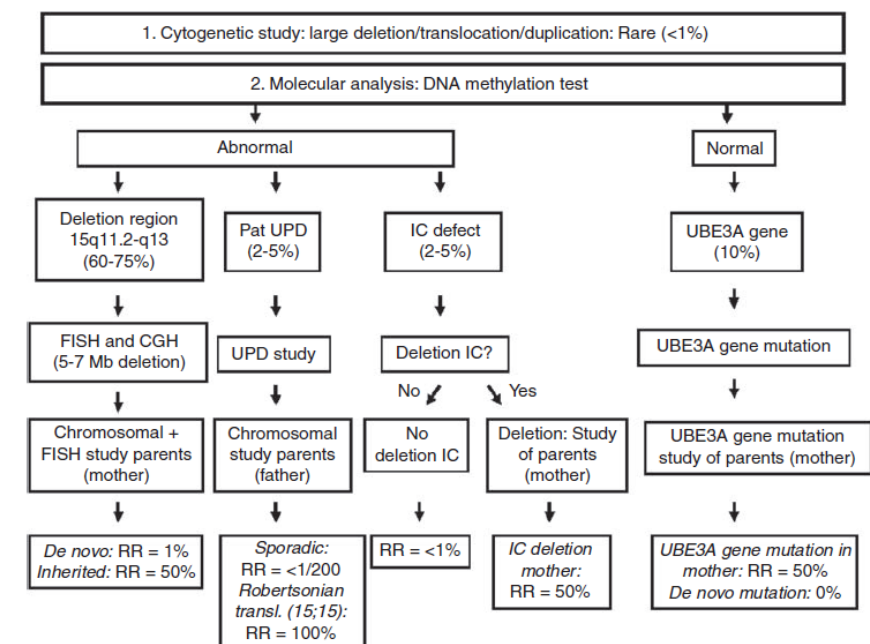 1. Cytogenetic study: large deletion/translocation/duplication: Rare (<1%)
2. Molecular analysis: DNA methylation test
Abnormal
Normal
Deletion region
15q11.2-q13
(60-75%)
Pat UPD
(2-5%)
IC defect
(2-5%)
UBE3A gene
(10%)
FISH and CGH
(5-7 Mb deletion)
UPD study
Deletion IC?
UBE3A gene mutation
No
Yes
Chromosomal +
FISH study parents
(mother)
Chromosomal
study parents
(father)
No
deletion IC
Deletion: Study
of parents
(mother)
UBE3A gene mutation
study of parents (mother)
De novo: RR = 1%
Inherited: RR = 50%
Sporadic:
RR = <1/200
Robertsonian
transl. (15;15):
RR = 100%
RR = <1%
IC deletion
mother:
RR = 50%
UBE3A gene mutation in
mother: RR = 50%
De novo mutation: 0%